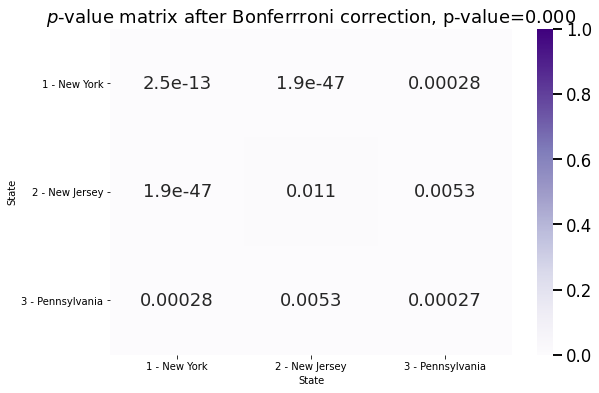 p-value matrix after Bonferrroni correction, p-value=0.000
1.0
1 - New York 2.5e-13 1.9e-47 0.00028
0.8
0.6
State 2 - New Jersey 1.9e-47 0.011 0.0053
0.4
0.2
3 - Pennsylvania 0.00028 0.0053 0.00027
0.0
1 - New York 2 - New Jersey 3 - Pennsylvania
State